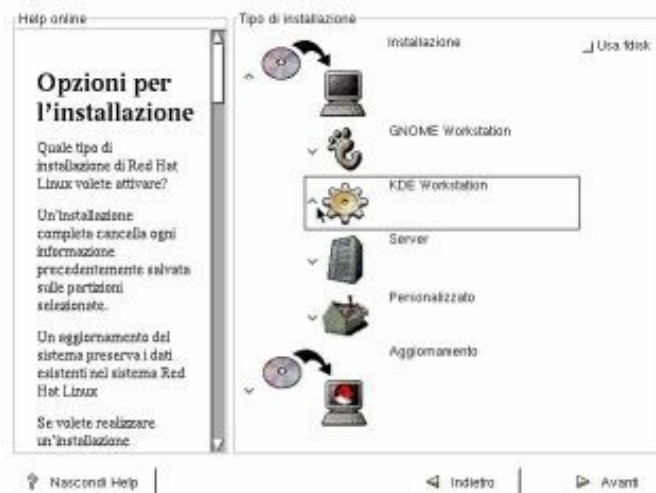 Help online
Opzioni per
l'installazione
Quale tipo di
installazione di Red Hat
Linux volete attivare?
Un'installazione
completa cancella ogni
informazione
precedentemente salvata
sulle partizioni
selezionate.
Un aggiornamento del
sistema preserva i dati
esistenti nel sistema Red
Hat Linux
Se volete realizzare
un'installazione
Tipo di installazione
Installazione
Usa fdisk
GNOME Workstation
KDE Workstation
Server
Personalizzato
Aggiornamento
Nascondi Help
Indietro
Avanti